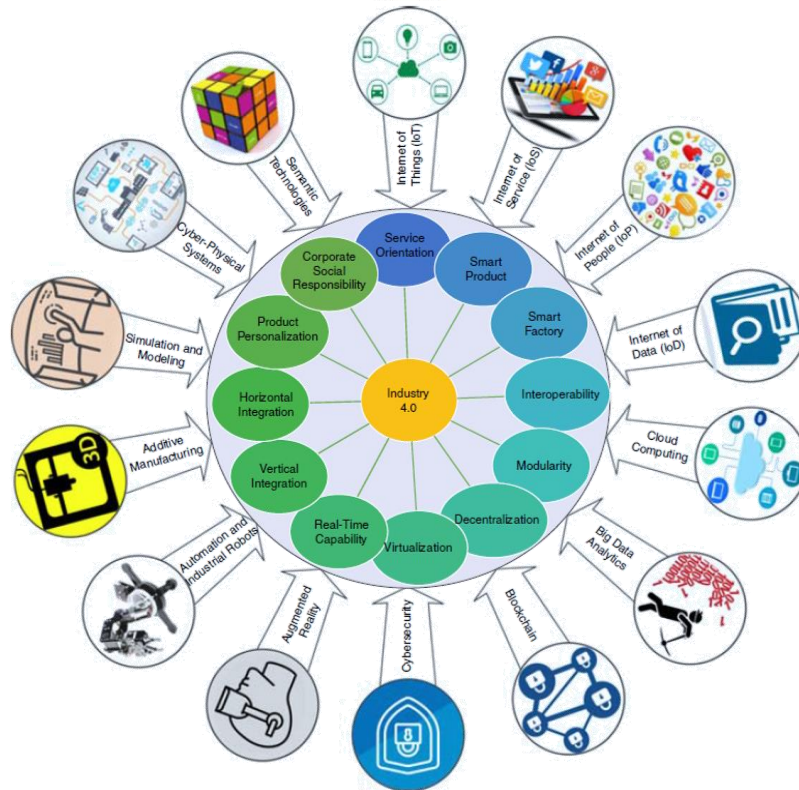 Internet of
Things (IoT)
Internet of
Service (IoS)
Internet of
People (IoP)
Internet of
Data (IoD)
Cloud
Computing
Big Data
Analytics
Blockchain
Cybersecurity
Augmented
Reality
Automation and
Industrial Robots
Additive
Manufacturing
Simulation and
Modeling
Cyber-Physical
Systems
Semantic
Technologies
Service
Orientation
Smart
Product
Smart
Factory
Interoperability
Modularity
Decentralization
Virtualization
Real-Time
Capability
Vertical
Integration
Horizontal
Integration
Product
Personalization
Corporate
Social
Responsibility
Industry
4.0
3D